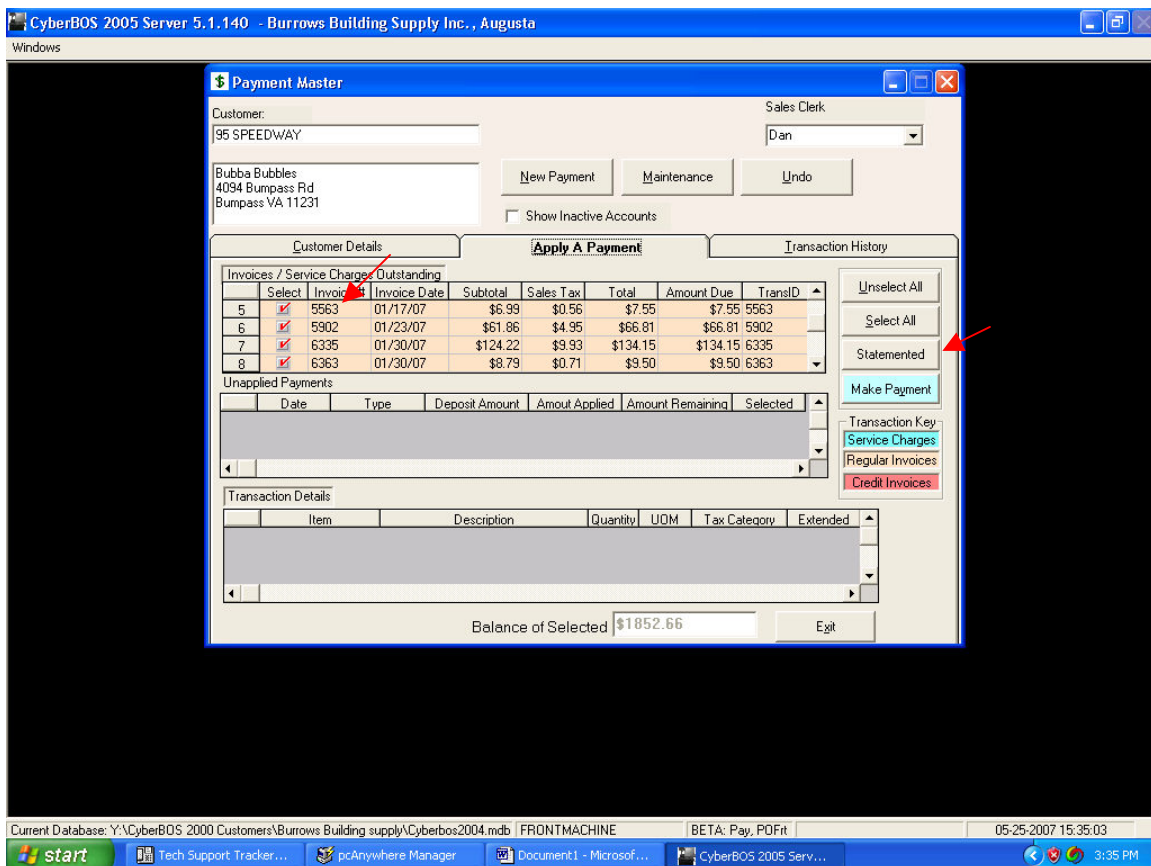 CyberBOS 2005 Server 5.1.140 - Burrows Building Supply Inc., Augusta
Windows
Payment Master
Customer:
Sales Clerk
95 SPEEDWAY
Dan
Bubba Bubbles
4094 Bumpass Rd
Bumpass VA 11231
New Payment Maintenance Undo
Show Inactive Accounts
Customer Details Apply A Payment Transaction History
Invoices / Service Charges Outstanding
Select Invoice # Invoice Date Subtotal Sales Tax Total Amount Due TransID
5 5563 01/17/07 $6.99 $0.56 $7.55 $7.55 5563
6 5902 01/23/07 $61.86 $4.95 $66.81 $66.81 5902
7 6335 01/30/07 $124.22 $9.93 $134.15 $134.15 6335
8 6363 01/30/07 $8.79 $0.71 $9.50 $9.50 6363
Unselect All
Select All
Statemented
Make Payment
Unapplied Payments
Date Type Deposit Amount Amout Applied Amount Remaining Selected
Transaction Key
Service Charges
Regular Invoices
Credit Invoices
Transaction Details
Item Description Quantity UOM Tax Category Extended
Balance of Selected $1852.66 Exit
Current Database: Y:\CyberBOS 2000 Customers\Burrows Building supply\Cyberbos2004.mdb FRONTMACHINE BETA: Pay, POFrt 05-25-2007 15:35:03
start Tech Support Tracker... pcAnywhere Manager Document1 - Microsof... CyberBOS 2005 Serv... 3:35 PM